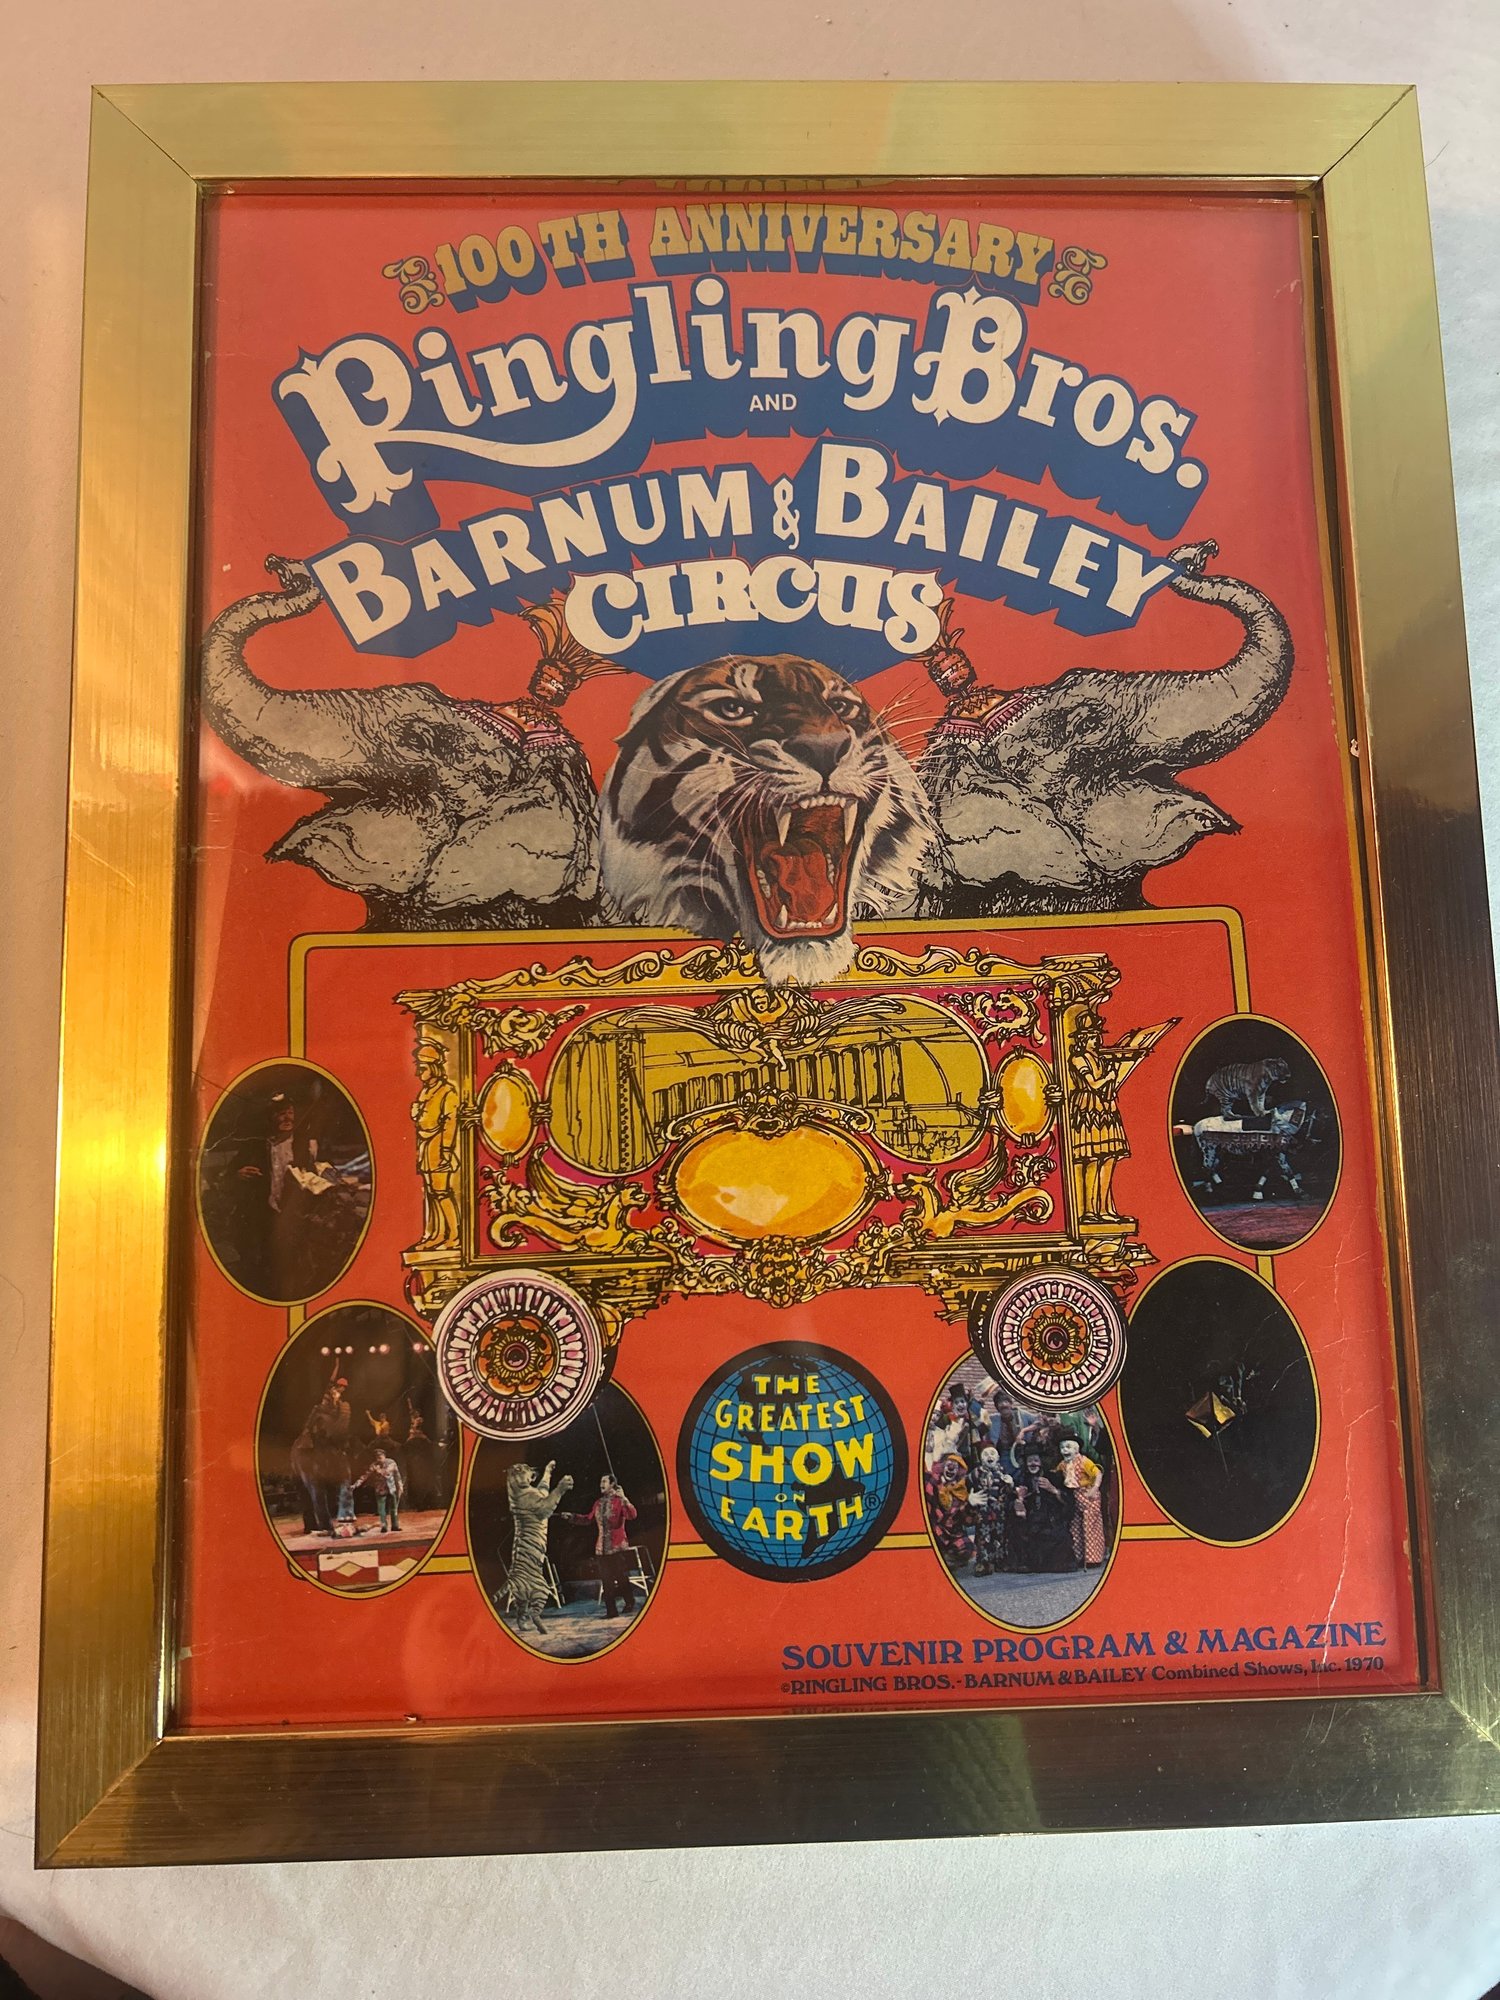 100TH ANNIVERSARY
Ringling Bros.
AND
BARNUM & BAILEY
CIRCUS
THE
GREATEST
SHOW
ON
EARTH®
SOUVENIR PROGRAM & MAGAZINE
©RINGLING BROS.-BARNUM & BAILEY Combined Shows, Inc. 1970